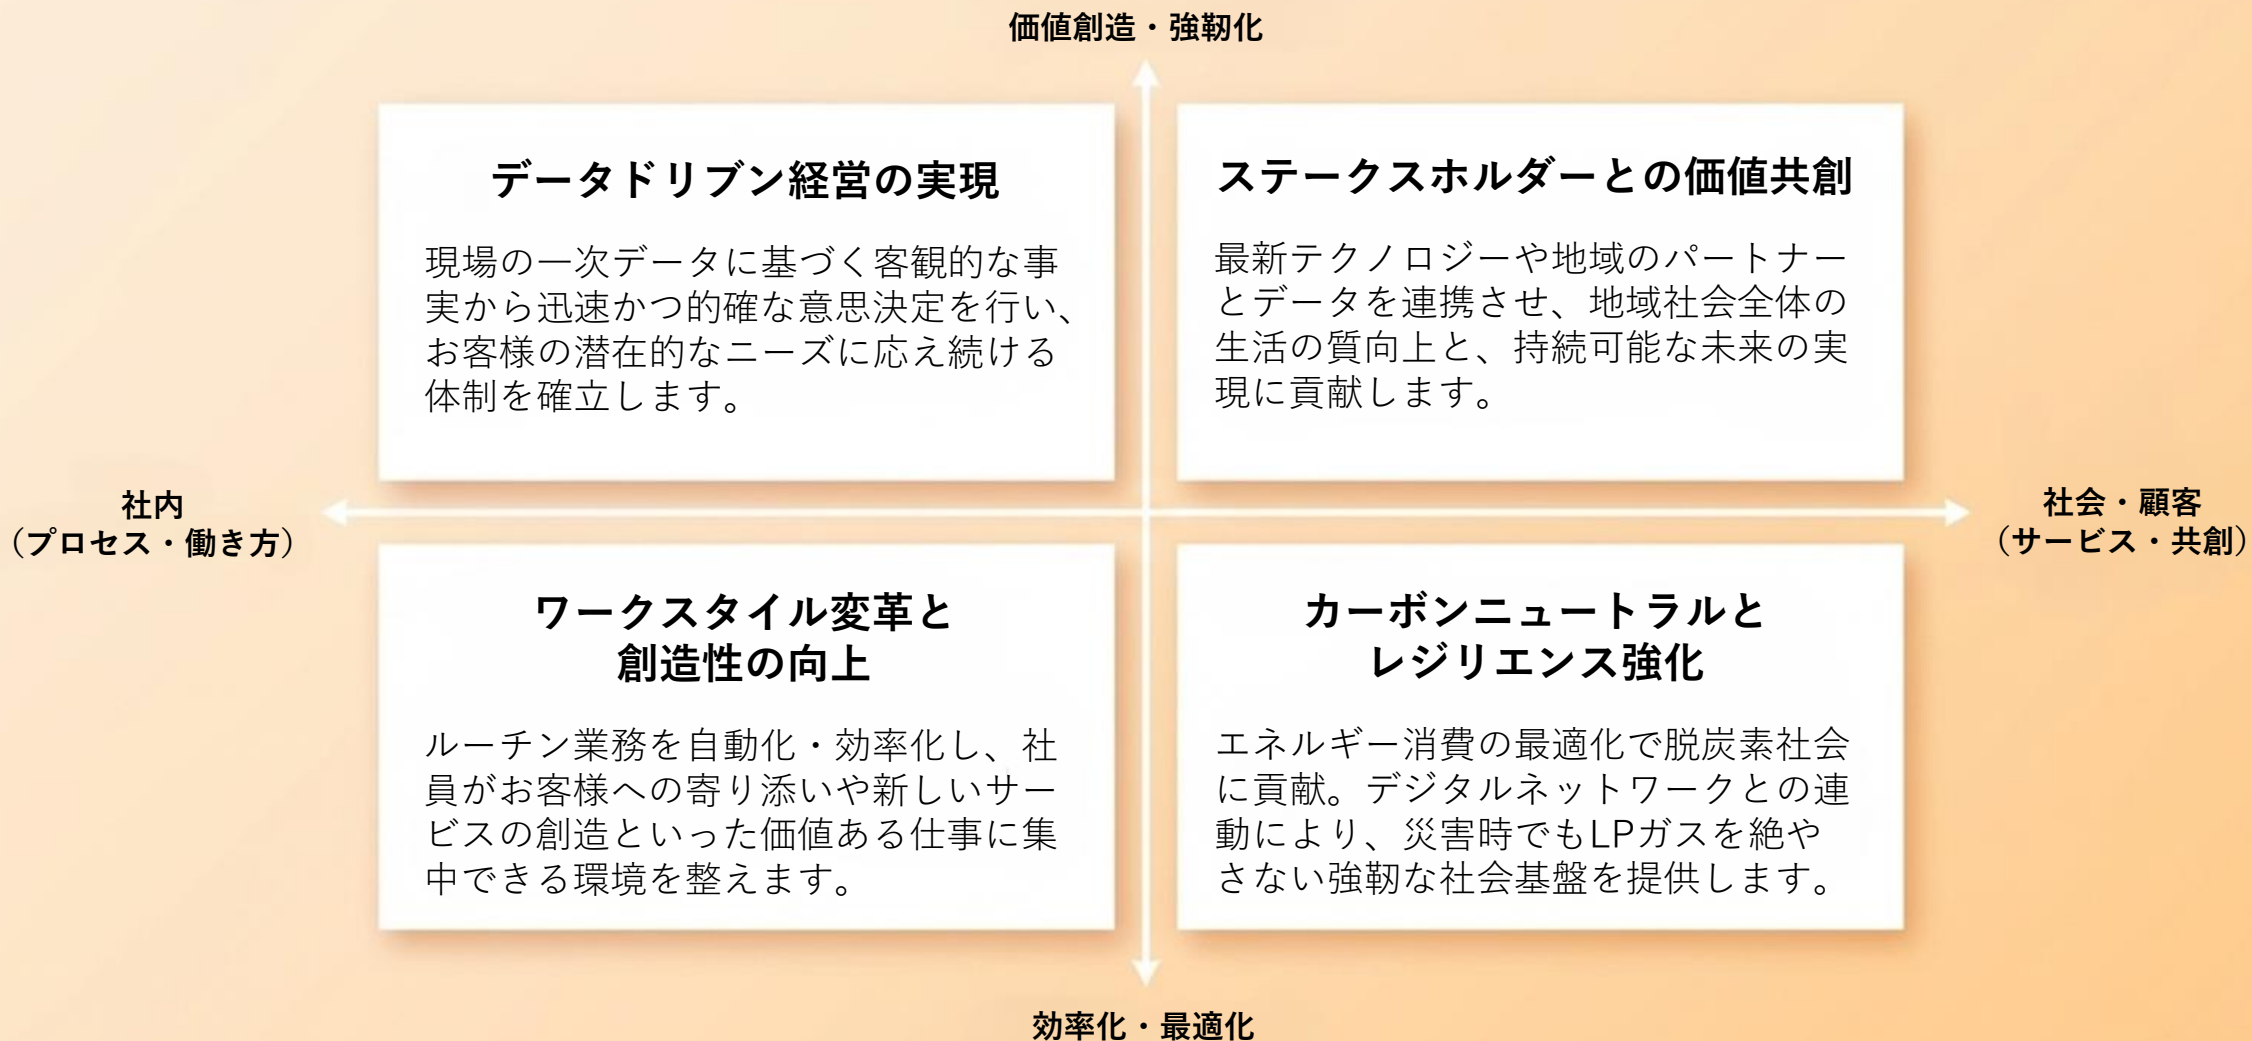 価値創造・強靭化
データドリブン経営の実現
現場の一次データに基づく客観的な事
実から迅速かつ的確な意思決定を行い、
お客様の潜在的なニーズに応え続ける
体制を確立します。
ステークスホルダーとの価値共創
最新テクノロジーや地域のパートナー
とデータを連携させ、地域社会全体の
生活の質向上と、持続可能な未来の実
現に貢献します。
社内
（プロセス・働き方）
社会・顧客
（サービス・共創）
ワークスタイル変革と
創造性の向上
ルーチン業務を自動化・効率化し、社
員がお客様への寄り添いや新しいサー
ビスの創造といった価値ある仕事に集
中できる環境を整えます。
カーボンニュートラルと
レジリエンス強化
エネルギー消費の最適化で脱炭素社会
に貢献。デジタルネットワークとの連
動により、災害時でもLPガスを絶や
さない強靭な社会基盤を提供します。
効率化・最適化